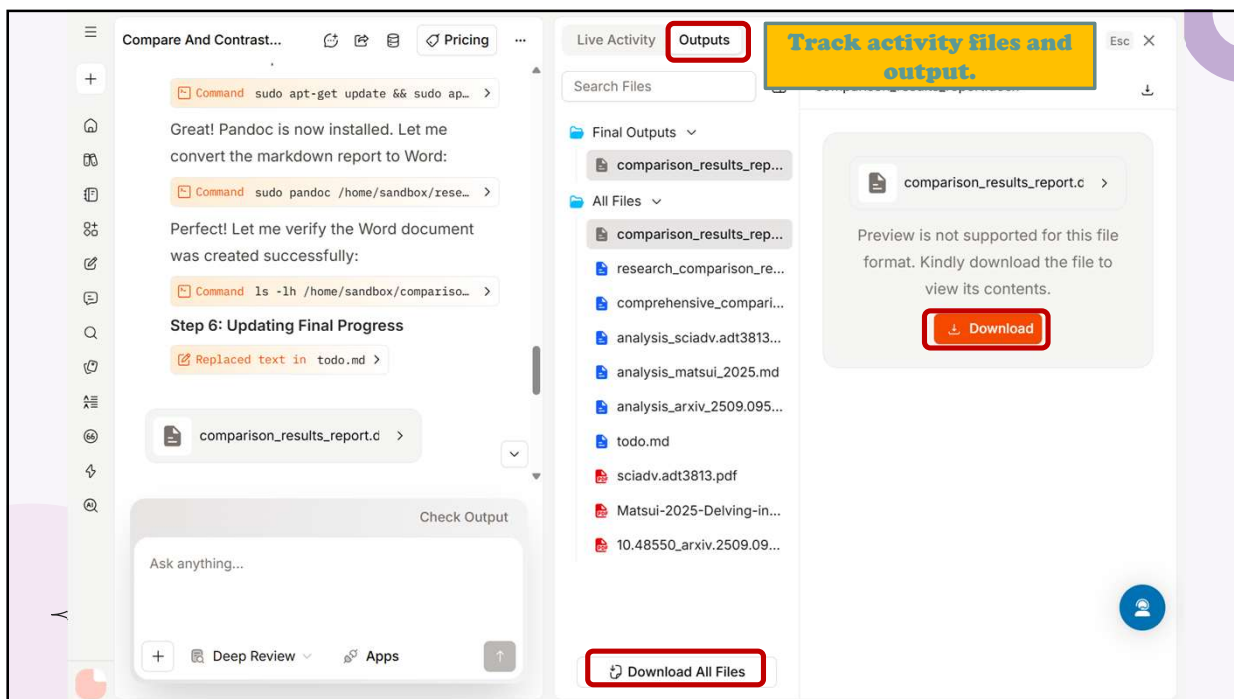 Compare And Contrast...
Pricing
Command sudo apt-get update && sudo ap…
Great! Pandoc is now installed. Let me
convert the markdown report to Word:
Command sudo pandoc /home/sandbox/rese…
Perfect! Let me verify the Word document
was created successfully:
Command ls -lh /home/sandbox/compariso…
Step 6: Updating Final Progress
Replaced text in todo.md
comparison_results_report.d
Check Output
Ask anything...
Deep Review
Apps
Live Activity
Outputs
Search Files
Final Outputs
comparison_results_rep...
All Files
comparison_results_rep...
research_comparison_re...
comprehensive_compari...
analysis_sciadv.adt3813...
analysis_matsui_2025.md
analysis_arxiv_2509.095...
todo.md
sciadv.adt3813.pdf
Matsui-2025-Delving-in...
10.48550_arxiv.2509.09...
Download All Files
Track activity files and
output.
Esc
comparison_results_report.d
Preview is not supported for this file
format. Kindly download the file to
view its contents.
Download